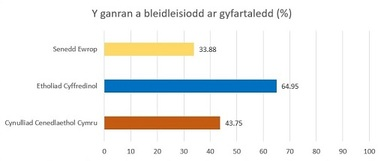 Y ganran a bleidleisiodd ar gyfartaledd (%)
Senedd Ewrop
33.88
Etholiad Cyffredinol
64.95
Cynulliad Cenedlaethol Cymru
43.75
0 10 20 30 40 50 60 70 80 90 100